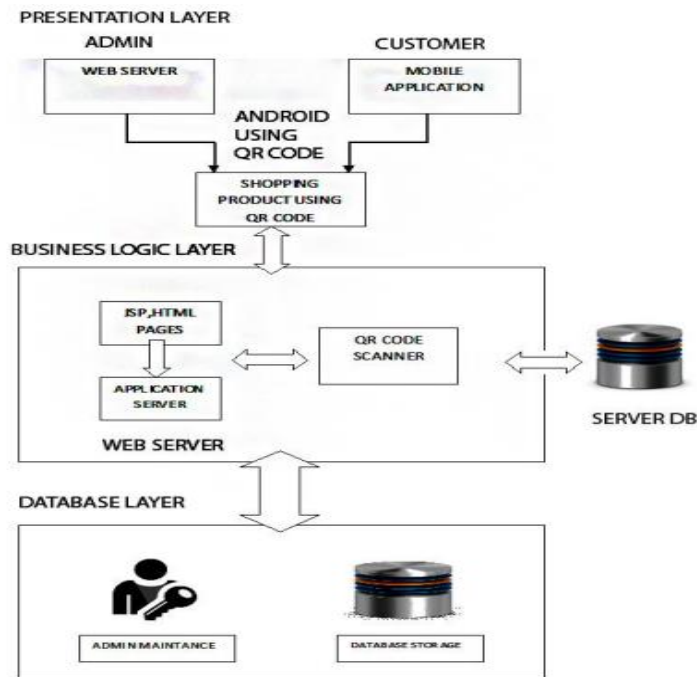 PRESENTATION LAYER
ADMIN
CUSTOMER
WEB SERVER
MOBILE
APPLICATION
ANDROID
USING
QR CODE
SHOPPING
PRODUCT USING
QR CODE
BUSINESS LOGIC LAYER
JSP,HTML
PAGES
QR CODE
SCANNER
APPLICATION
SERVER
SERVER DB
WEB SERVER
DATABASE LAYER
ADMIN MAINTANCE
DATABASE STORAGE